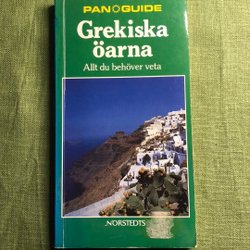 PAN GUIDE
Grekiska
öarna
Allt du behöver veta
NORSTEDTS